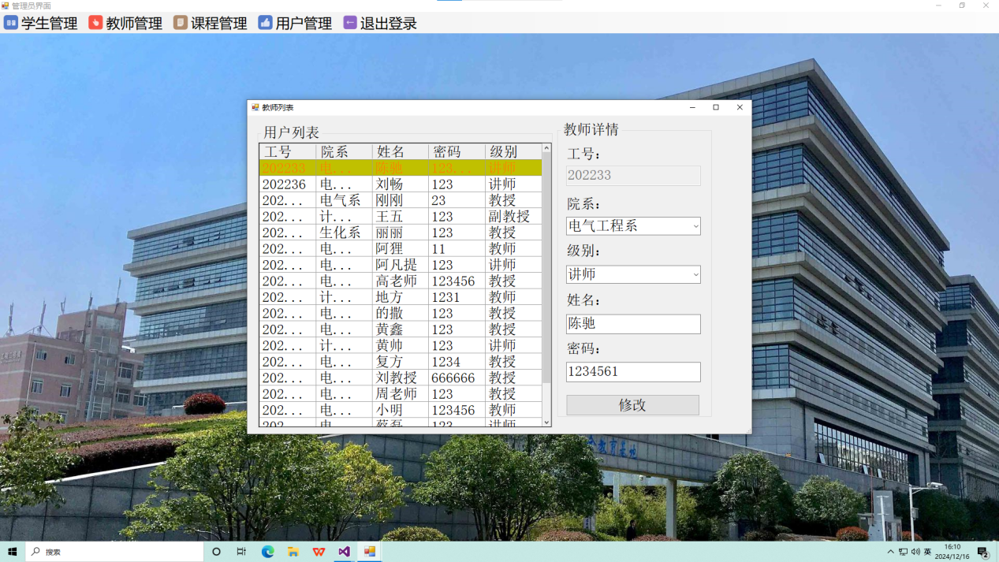 管理员界面
学生管理 教师管理 课程管理 用户管理 退出登录
教师列表
用户列表
工号 院系 姓名 密码 级别
202233 电... 陈驰 123... 讲师
202236 电... 刘畅 123 讲师
202... 电气系 刚刚 23 教授
202... 计... 王五 123 副教授
202... 生化系 丽丽 123 教授
202... 电... 阿狸 11 教师
202... 电... 阿凡提 123 讲师
202... 电... 高老师 123456 教授
202... 计... 地方 1231 教师
202... 电... 的撒 123 教授
202... 电... 黄鑫 123 教授
202... 计... 黄帅 123 讲师
202... 电... 复方 1234 教授
202... 电... 刘教授 666666 教授
202... 电... 周老师 123 教授
202... 电... 小明 123456 教师
202... 电... 蔡磊 123 讲师
教师详情
工号：
202233
院系：
电气工程系
级别：
讲师
姓名：
陈驰
密码：
1234561
修改
教育基地
搜索
英
16:10
2024/12/16
2